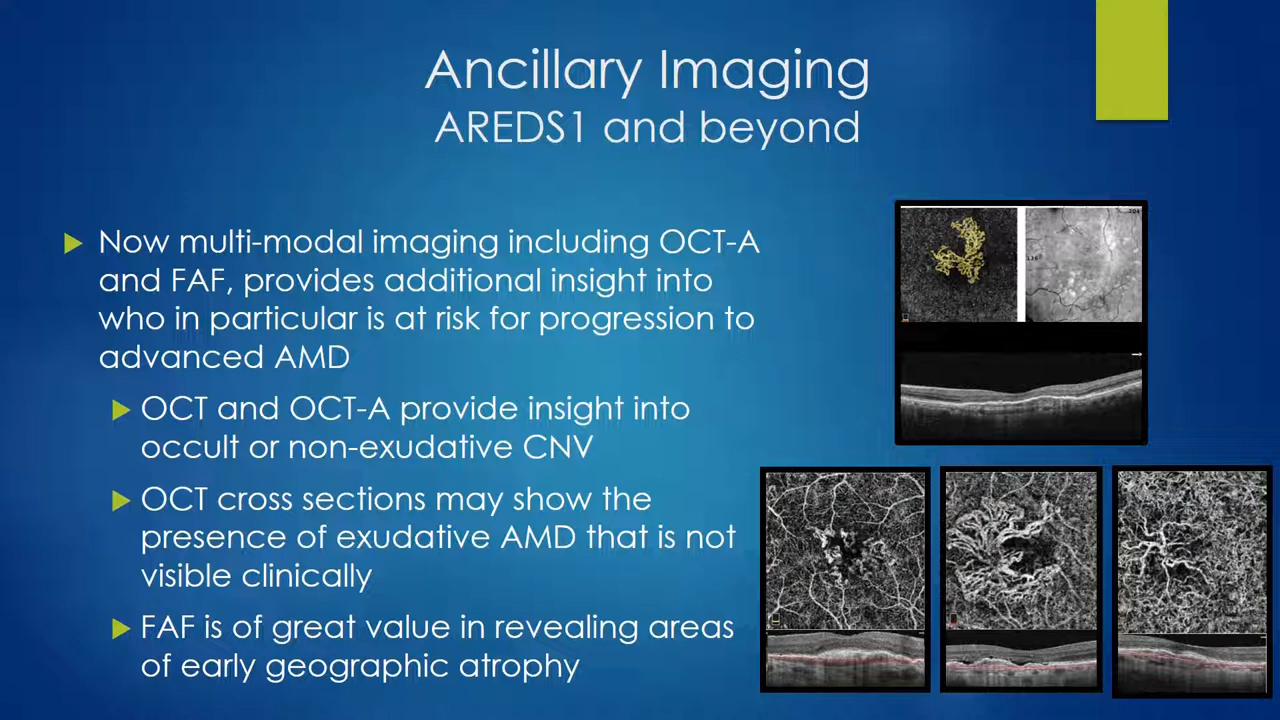 Ancillary Imaging
AREDS1 and beyond
Now multi-modal imaging including OCT-A
and FAF, provides additional insight into
who in particular is at risk for progression to
advanced AMD
OCT and OCT-A provide insight into
occult or non-exudative CNV
OCT cross sections may show the
presence of exudative AMD that is not
visible clinically
FAF is of great value in revealing areas
of early geographic atrophy